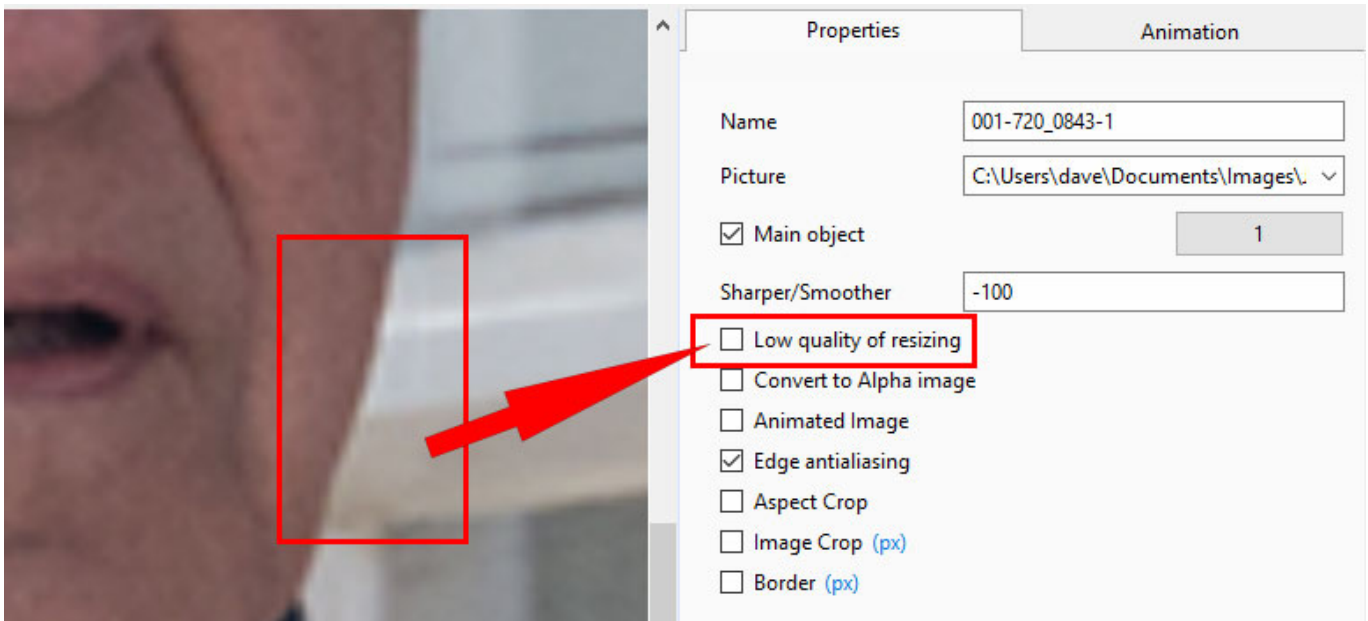 Properties
Animation
Name
001-720_0843-1
Picture
C:\Users\dave\Documents\Images\.
Main object
1
Sharper/Smoother
-100
Low quality of resizing
Convert to Alpha image
Animated Image
Edge antialiasing
Aspect Crop
Image Crop (px)
Border (px)